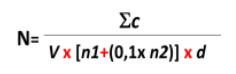 Σc
N=
V x [n1+(0,1x n2)] x d